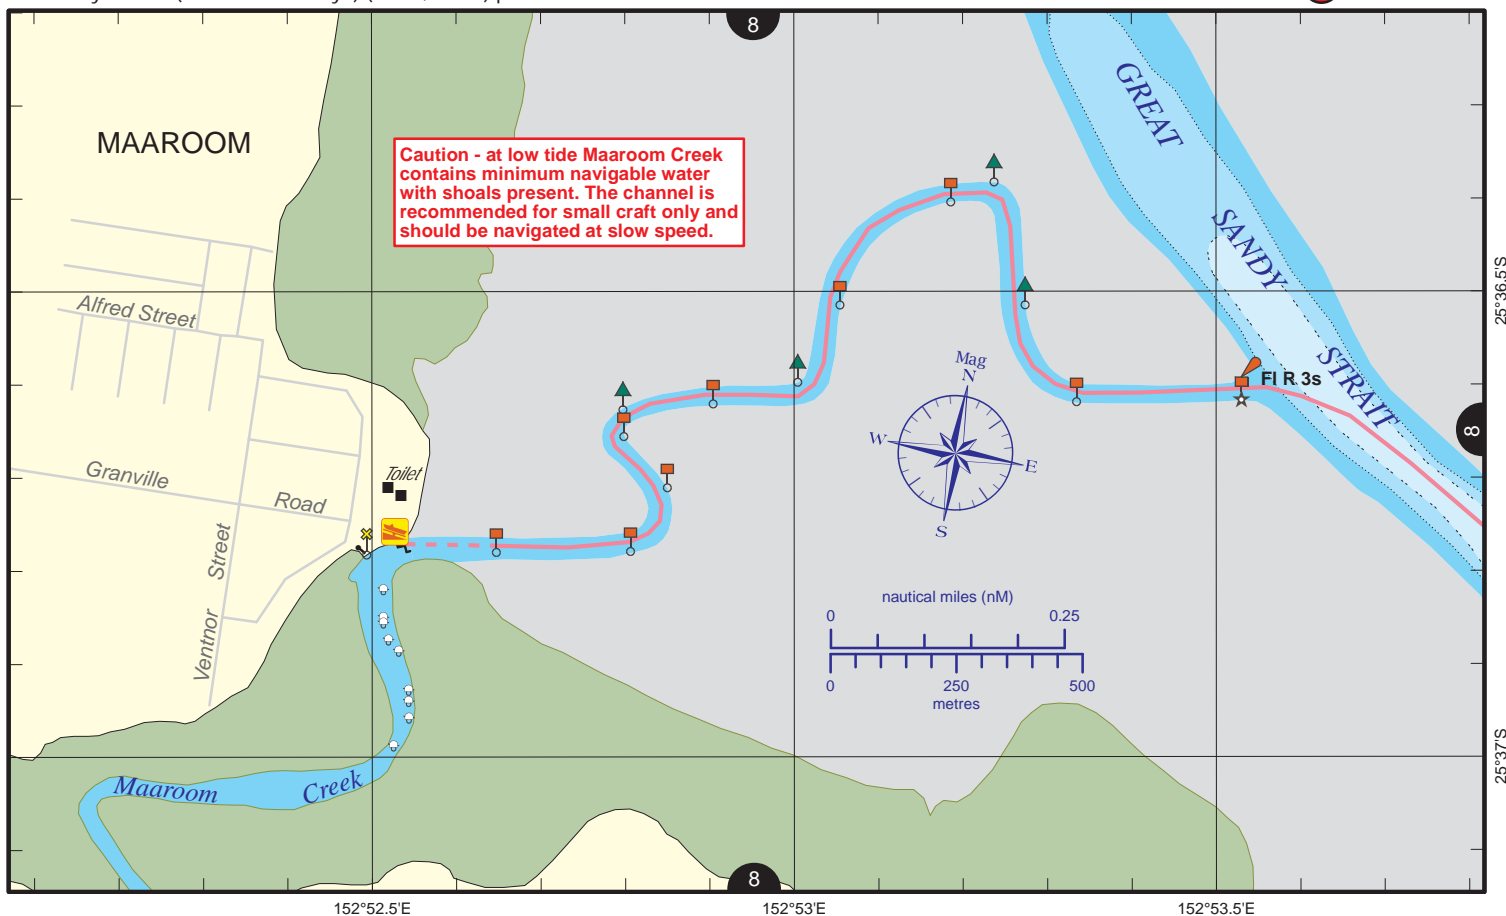 8
MAAROOM
Caution - at low tide Maaroom Creek
contains minimum navigable water
with shoals present. The channel is
recommended for small craft only and
should be navigated at slow speed.
GREAT
SANDY
STRAIT
25°36.5'S
Alfred Street
Mag
N
W
E
S
Fl R 3s
8
Granville
Road
Toilet
Ventnor
Street
nautical miles (nM)
0
0.25
0
250
500
metres
25°37'S
Maaroom
Creek
8
152°52.5'E
152°53'E
152°53.5'E